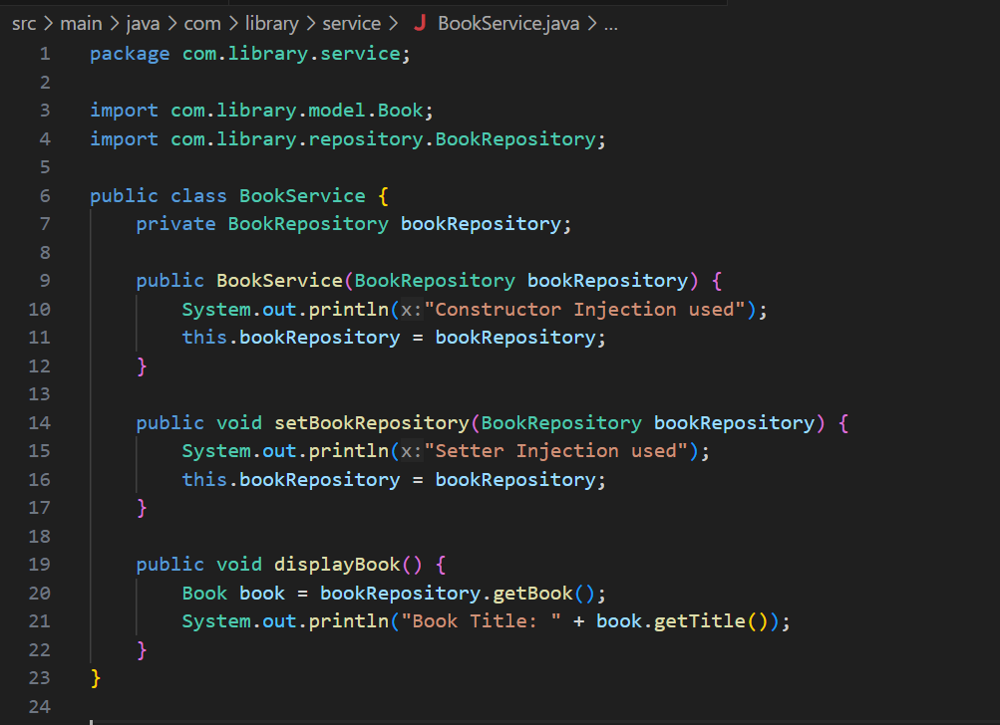 src > main > java > com > library > service > J BookService.java > ...
1 package com.library.service;
2
3 import com.library.model.Book;
4 import com.library.repository.BookRepository;
5
6 public class BookService {
7     private BookRepository bookRepository;
8
9     public BookService(BookRepository bookRepository) {
10         System.out.println(x:"Constructor Injection used");
11         this.bookRepository = bookRepository;
12     }
13
14     public void setBookRepository(BookRepository bookRepository) {
15         System.out.println(x:"Setter Injection used");
16         this.bookRepository = bookRepository;
17     }
18
19     public void displayBook() {
20         Book book = bookRepository.getBook();
21         System.out.println("Book Title: " + book.getTitle());
22     }
23 }
24